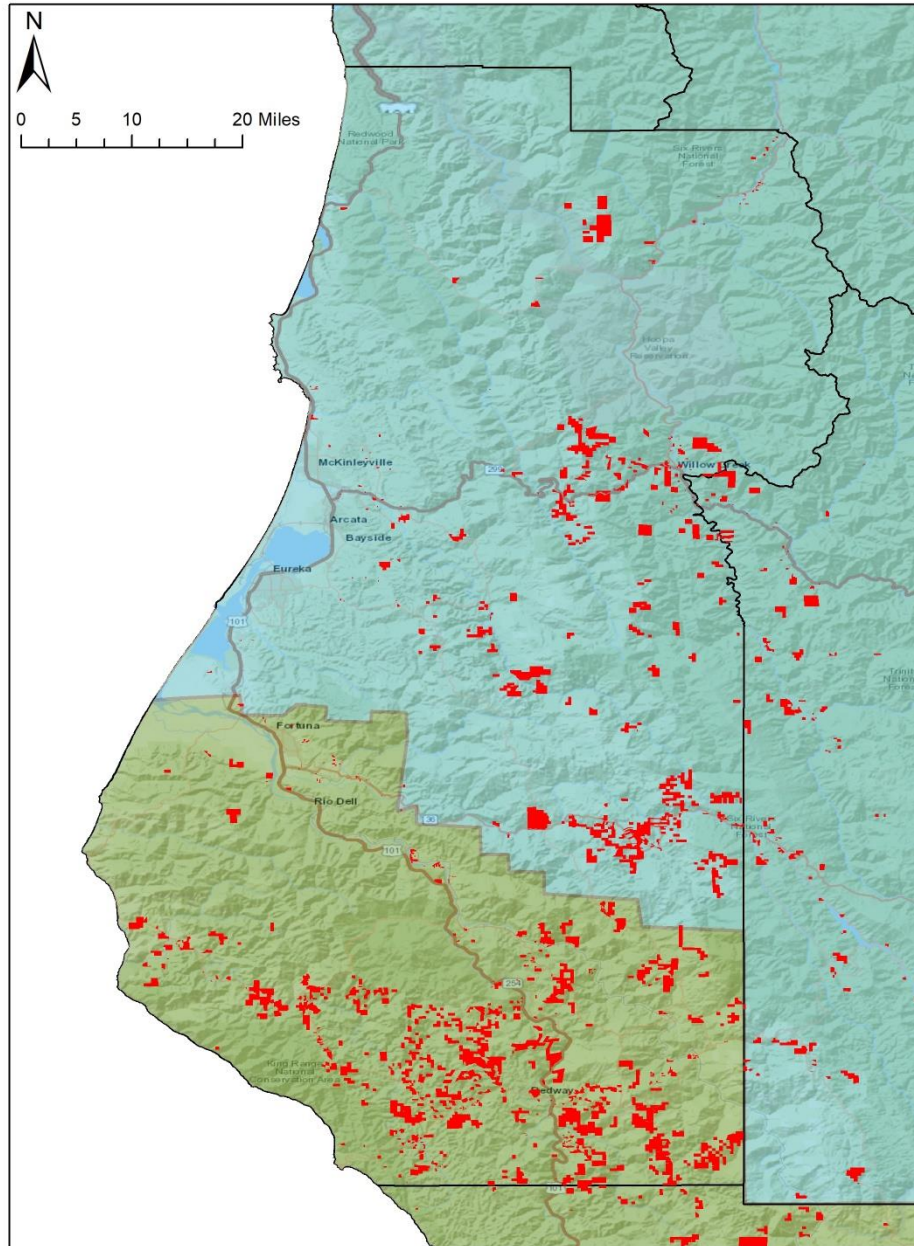 N
0 5 10 20 Miles
Redwood
National Park
Six Rivers
National
Forest
Hoopa
Valley
Reservation
McKinleyville
299
Willow Creek
Arcata
Bayside
Eureka
101
Fortuna
Rio Dell
36
Six Rivers
National
Forest
101
254
King Range
National
Conservation Area
Redway
101